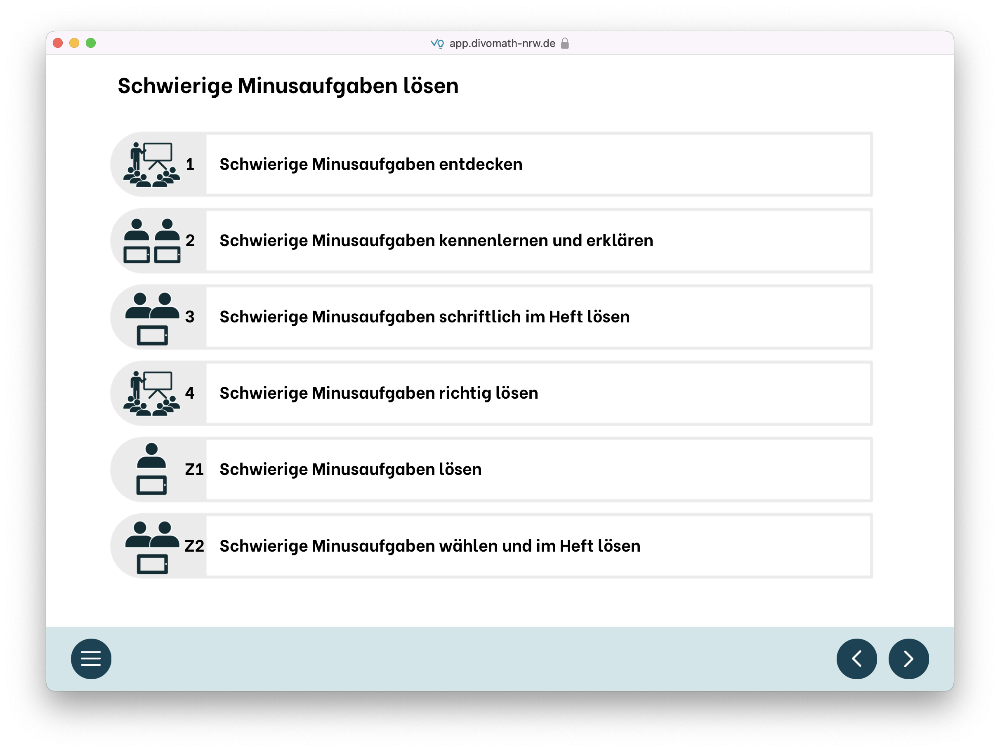 app.divomath-nrw.de
Schwierige Minusaufgaben lösen
1 Schwierige Minusaufgaben entdecken
2 Schwierige Minusaufgaben kennenlernen und erklären
3 Schwierige Minusaufgaben schriftlich im Heft lösen
4 Schwierige Minusaufgaben richtig lösen
Z1 Schwierige Minusaufgaben lösen
Z2 Schwierige Minusaufgaben wählen und im Heft lösen